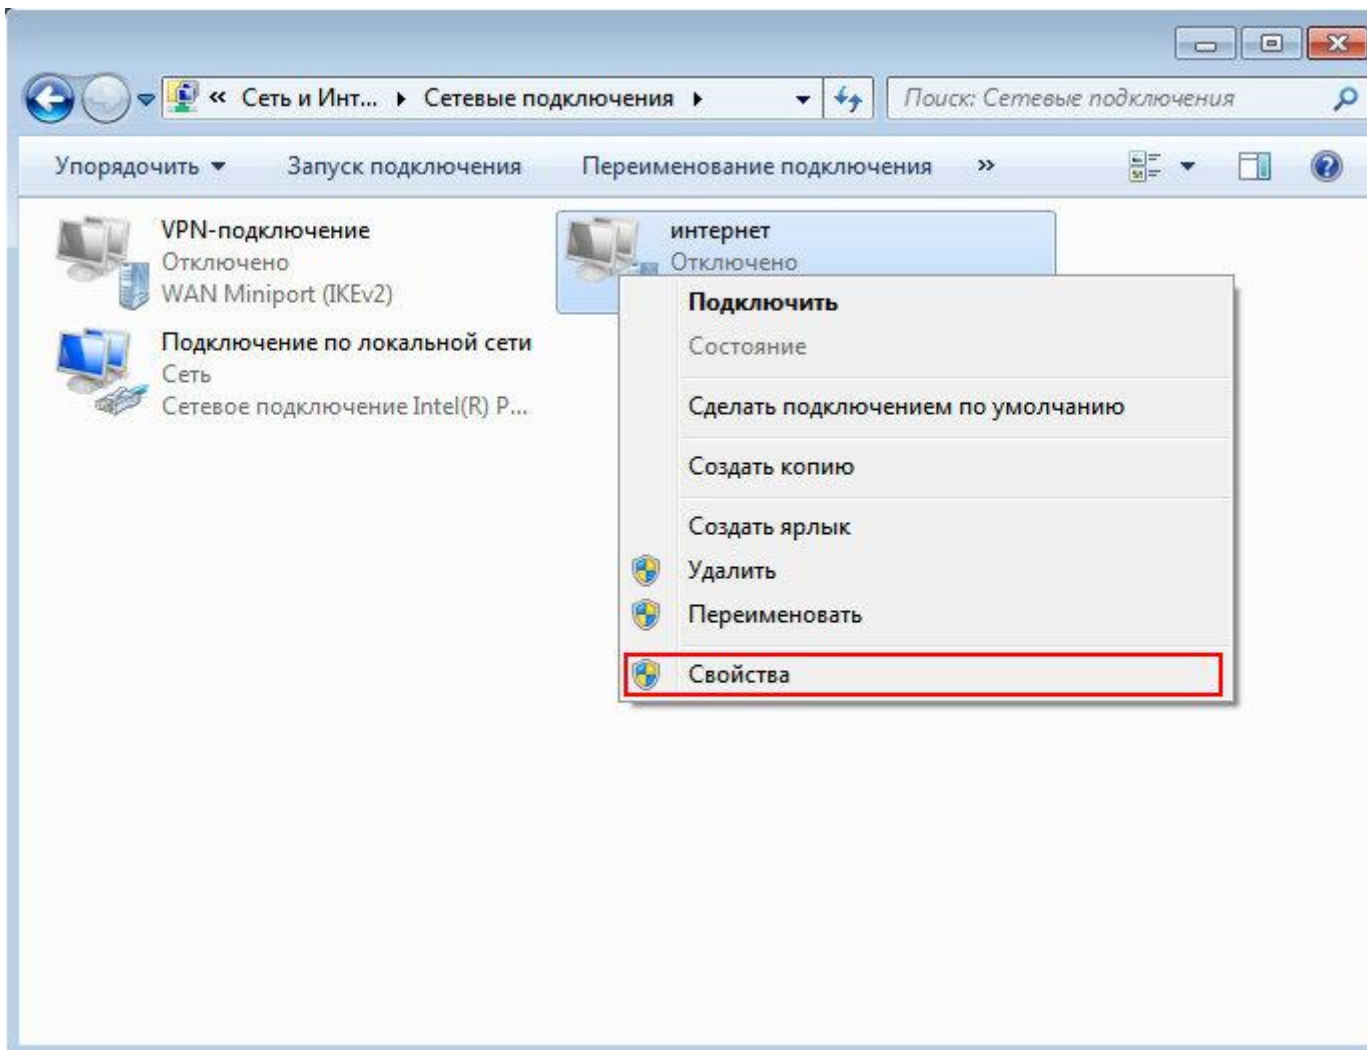 « Сеть и Инт... Сетевые подключения
Поиск: Сетевые подключения
Упорядочить Запуск подключения Переименование подключения »
VPN-подключение
Отключено
WAN Miniport (IKEv2)
интернет
Отключено
Подключение по локальной сети
Сеть
Сетевое подключение Intel(R) P...
Подключить
Состояние
Сделать подключением по умолчанию
Создать копию
Создать ярлык
Удалить
Переименовать
Свойства